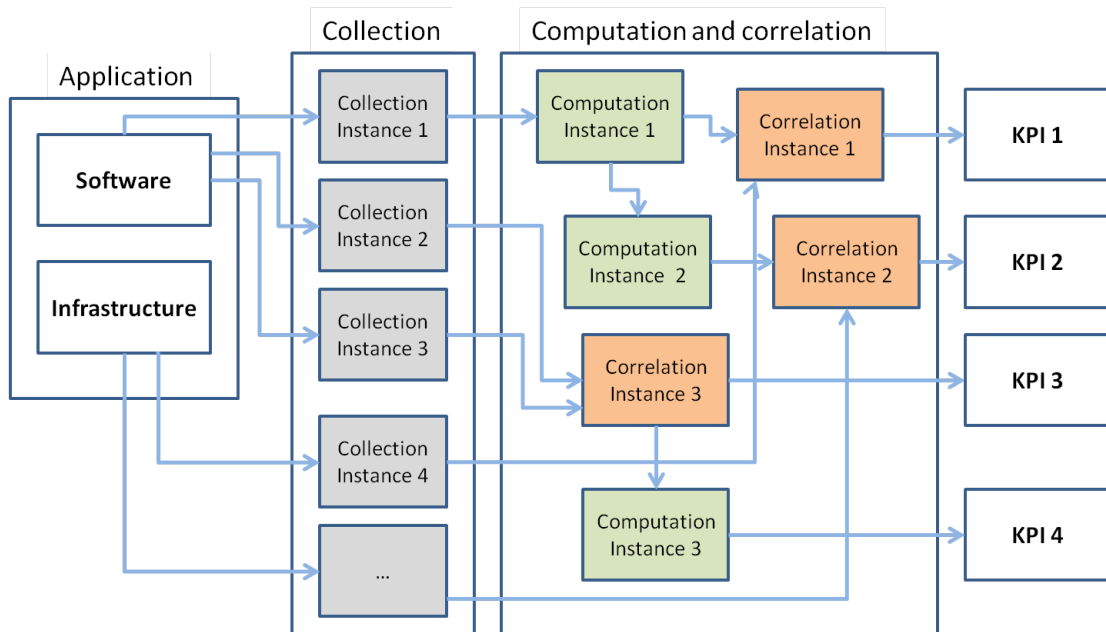 Application
Software
Infrastructure
Collection
Collection
Instance 1
Collection
Instance 2
Collection
Instance 3
Collection
Instance 4
...
Computation and correlation
Computation
Instance 1
Correlation
Instance 1
Computation
Instance 2
Correlation
Instance 2
Correlation
Instance 3
Computation
Instance 3
KPI 1
KPI 2
KPI 3
KPI 4